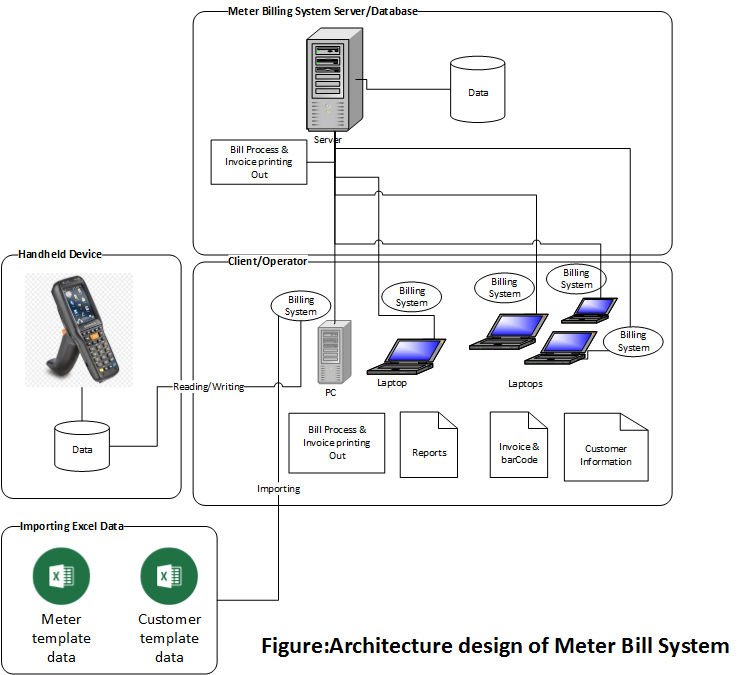 Meter Billing System Server/Database
Server
Data
Bill Process &
Invoice printing
Out
Handheld Device
Data
Reading/Writing
Client/Operator
Billing
System
PC
Billing
System
Laptop
Billing
System
Billing
System
Billing
System
Laptops
Bill Process &
Invoice printing
Out
Reports
Invoice &
barCode
Customer
Information
Importing
Importing Excel Data
Meter
template
data
Customer
template
data
Figure:Architecture design of Meter Bill System